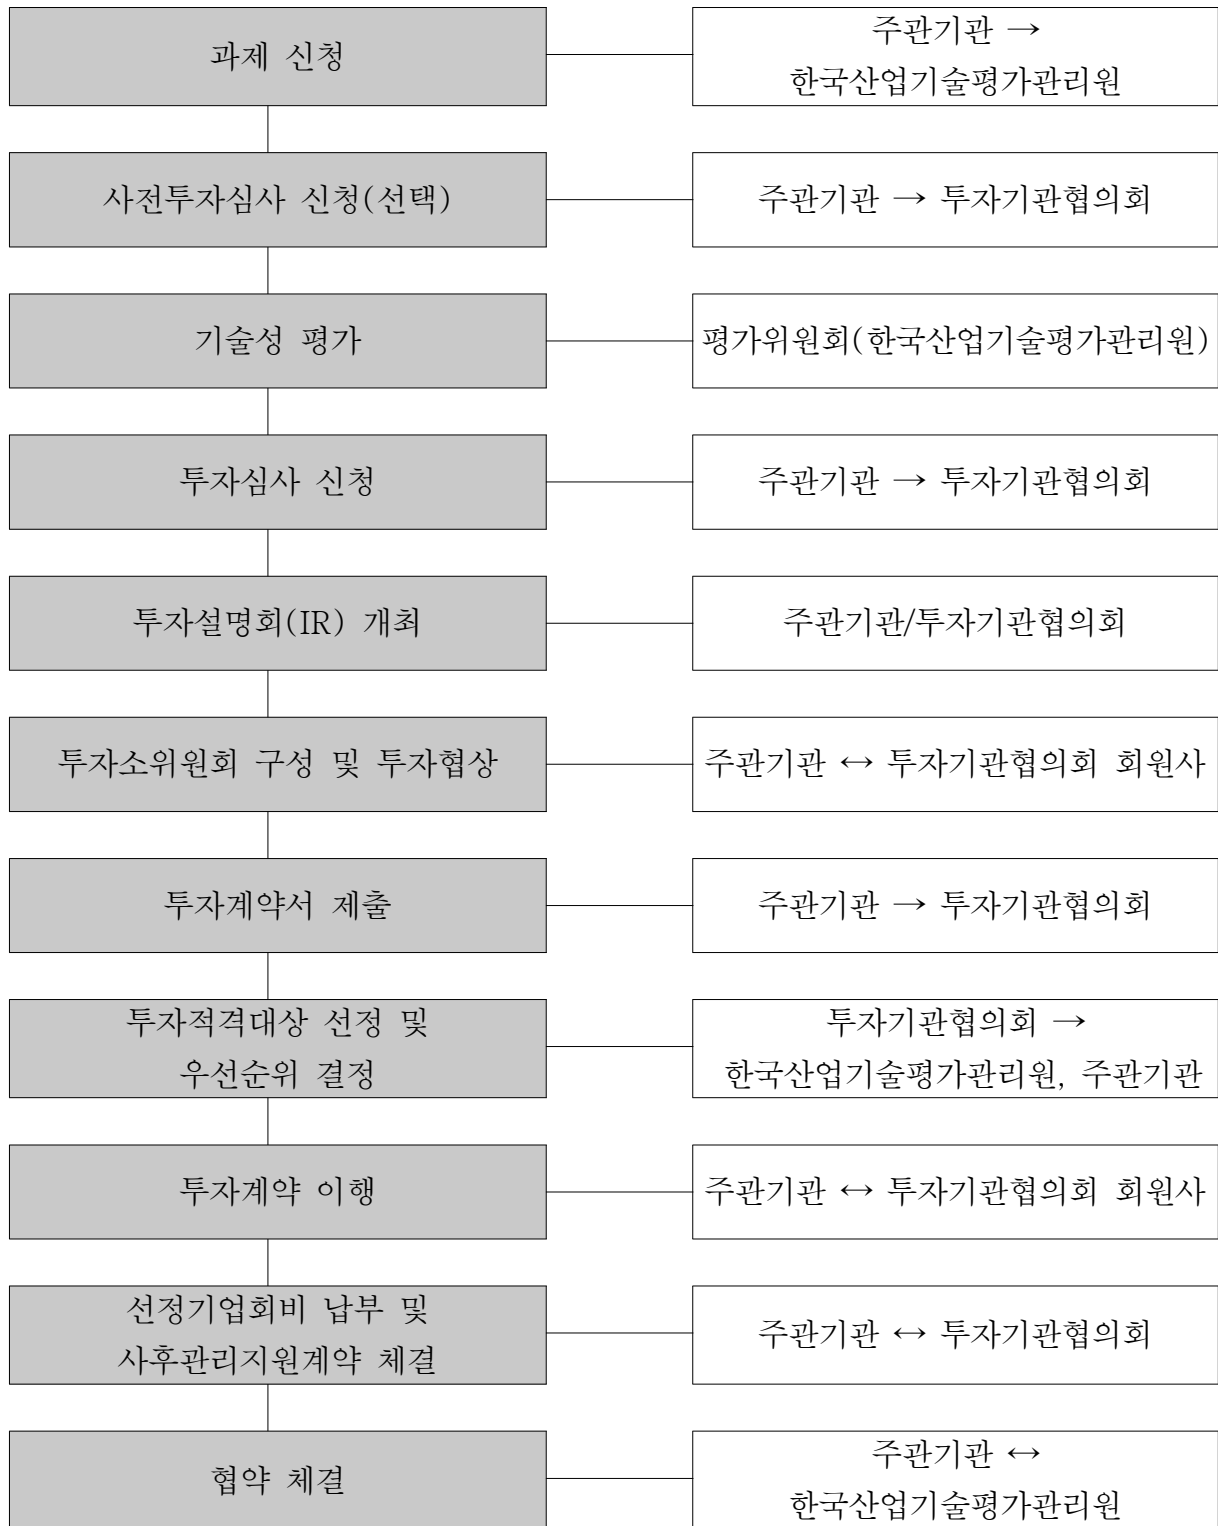 과제 신청
주관기관 →
한국산업기술평가관리원
사전투자심사 신청(선택)
주관기관 → 투자기관협의회
기술성 평가
평가위원회(한국산업기술평가관리원)
투자심사 신청
주관기관 → 투자기관협의회
투자설명회(IR) 개최
주관기관/투자기관협의회
투자소위원회 구성 및 투자협상
주관기관 ↔ 투자기관협의회 회원사
투자계약서 제출
주관기관 → 투자기관협의회
투자적격대상 선정 및
우선순위 결정
투자기관협의회 →
한국산업기술평가관리원, 주관기관
투자계약 이행
주관기관 ↔ 투자기관협의회 회원사
선정기업회비 납부 및
사후관리지원계약 체결
주관기관 ↔ 투자기관협의회
협약 체결
주관기관 ↔
한국산업기술평가관리원